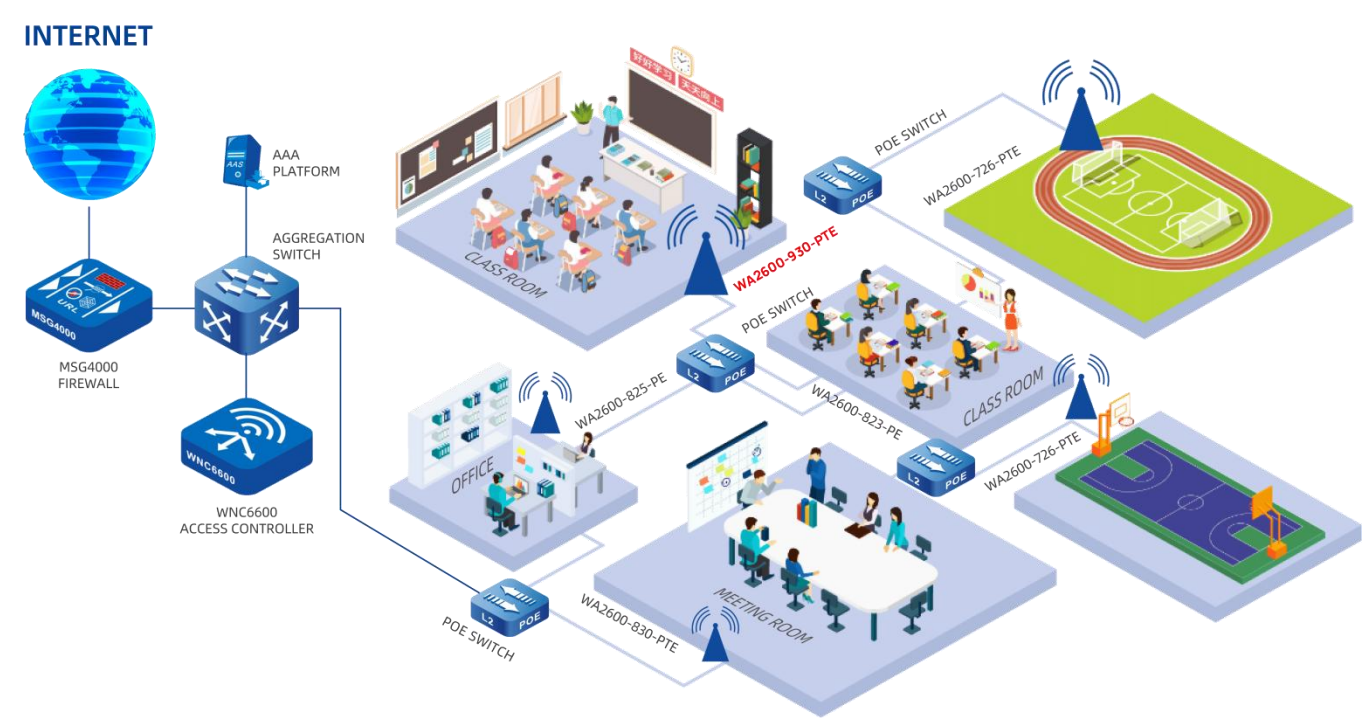 INTERNET
AAS
AAA
PLATFORM
AGGREGATION
SWITCH
URL
MSG4000
MSG4000
FIREWALL
WNC6600
WNC6600
ACCESS CONTROLLER
好好学习
天天向上
CLASS ROOM
POE SWITCH
L2 POE
WA2600-726-PTE
WA2600-930-PTE
POE SWITCH
L2 POE
CLASS ROOM
WA2600-825-PE
WA2600-823-PE
OFFICE
L2 POE
WA2600-726-PTE
MEETING ROOM
L2 POE
POE SWITCH
WA2600-830-PTE